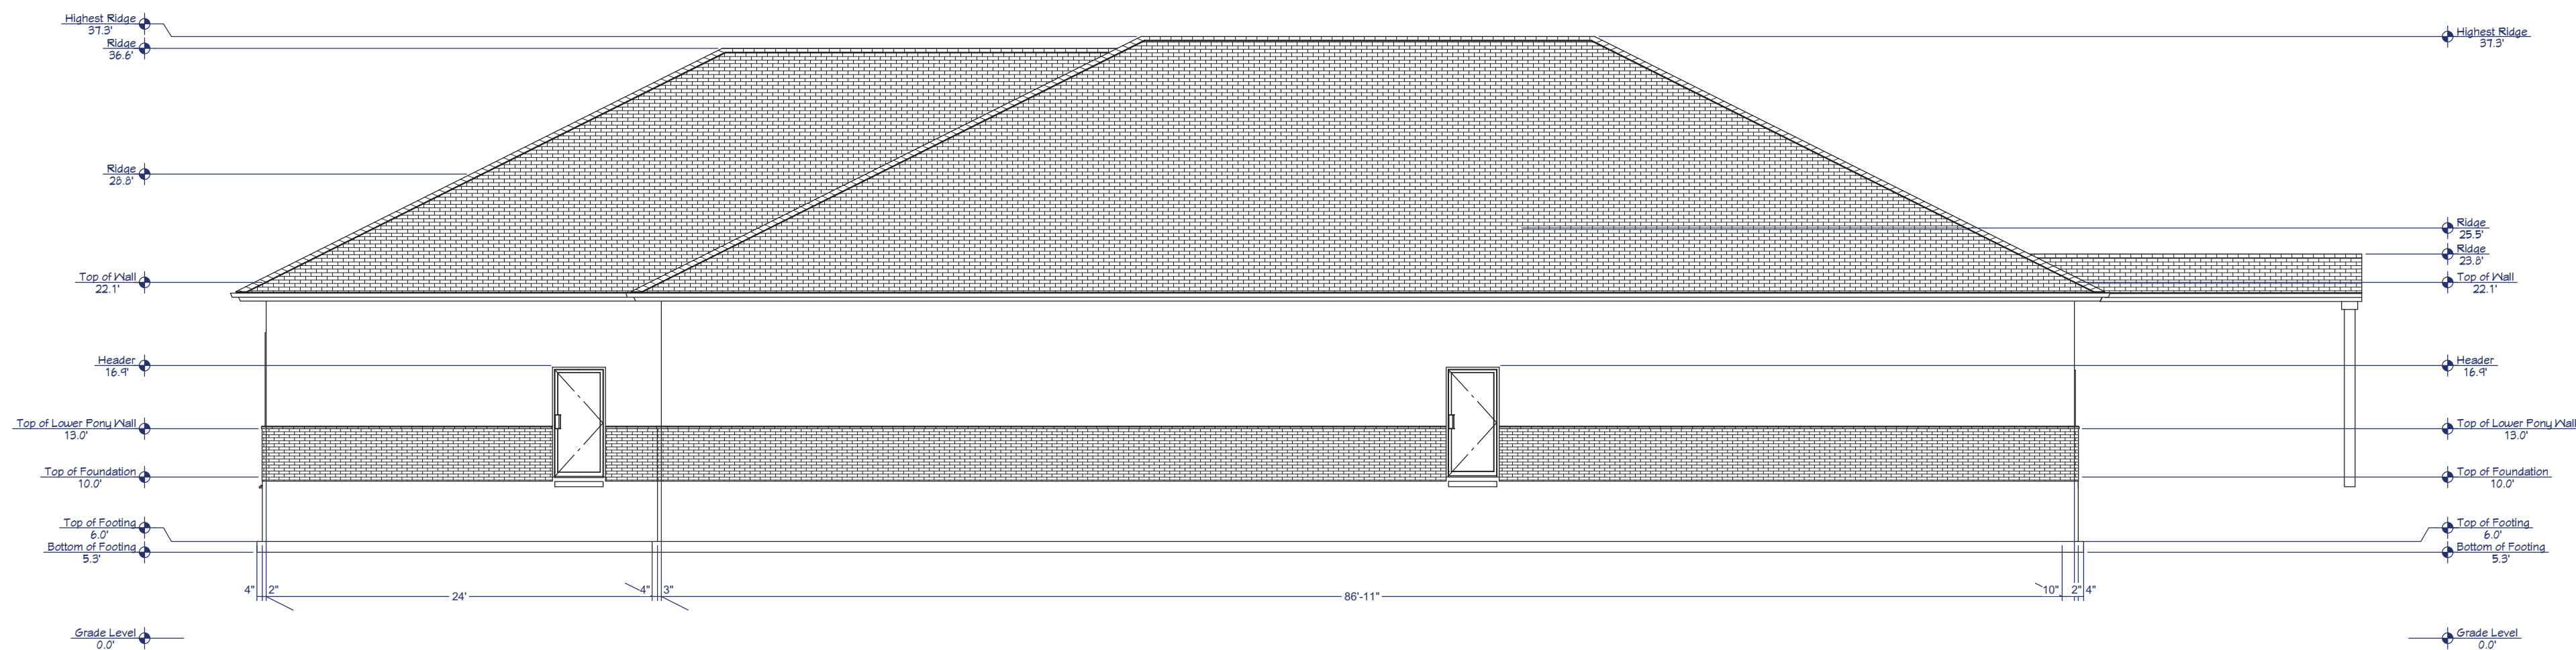 Highest Ridge
37.3'
Ridge
36.6'
Ridge
28.8'
Top of Wall
22.1'
Header
16.9'
Top of Lower Pony Wall
13.0'
Top of Foundation
10.0'
Top of Footing
6.0'
Bottom of Footing
5.3'
Grade Level
0.0'
4" 2" 24' 4" 3" 86'-11" 10" 2" 4"
Highest Ridge
37.3'
Ridge
25.5'
Ridge
23.8'
Top of Wall
22.1'
Header
16.9'
Top of Lower Pony Wall
13.0'
Top of Foundation
10.0'
Top of Footing
6.0'
Bottom of Footing
5.3'
Grade Level
0.0'